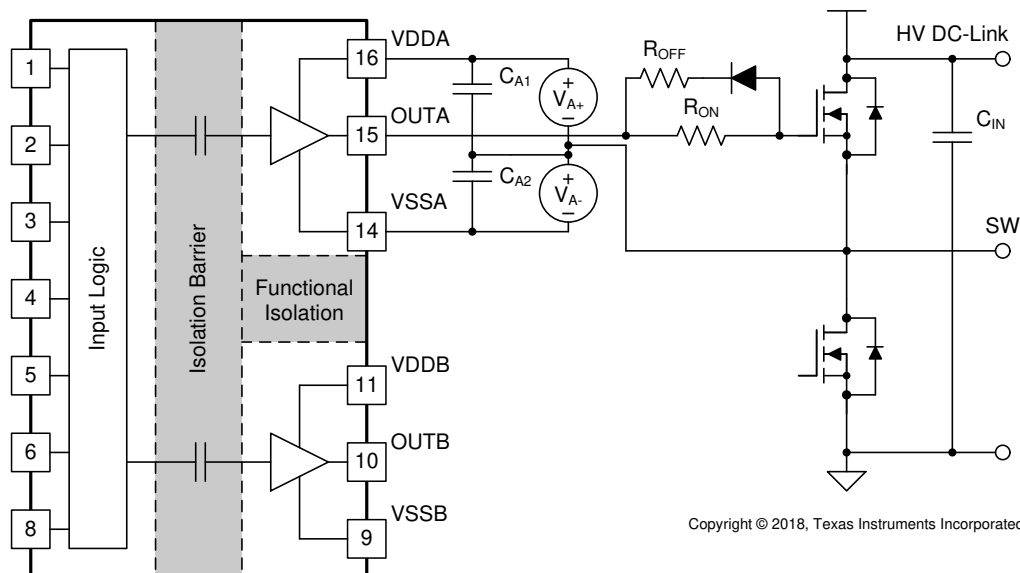 1
2
3
4
5
6
8
Input Logic
Isolation Barrier
Functional
Isolation
16
VDDA
15
OUTA
14
VSSA
11
VDDB
10
OUTB
9
VSSB
CA1
CA2
+
VA+
−
+
VA-
−
ROFF
RON
HV DC-Link
CIN
SW
Copyright © 2018, Texas Instruments Incorporated